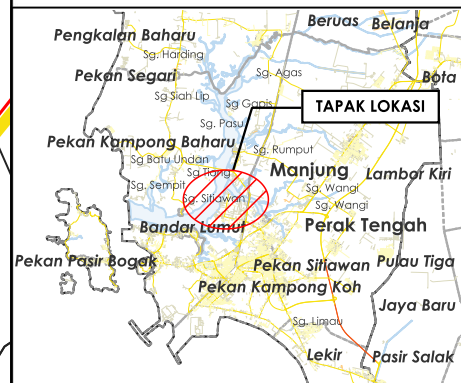 Beruas
Belanja
Pengkalan Baharu
Sg. Harding
Pekan Segari
Sg. Agas
Bota
Sg Siah Lip
Sg Gapis
TAPAK LOKASI
Sg. Pasu
Pekan Kampong Baharu
Sg. Rumput
Sg Batu Undan
Sg Tiang
Manjung
Lambor Kiri
Sg. Sempit
Sg. Wangi
Sg. Sitiawan
Sg. Wangi
Bandar Lumut
Perak Tengah
Pekan Pasir Bogak
Pekan Sitiawan
Pulau Tiga
Pekan Kampong Koh
Jaya Baru
Sg. Limau
Lekir
Pasir Salak